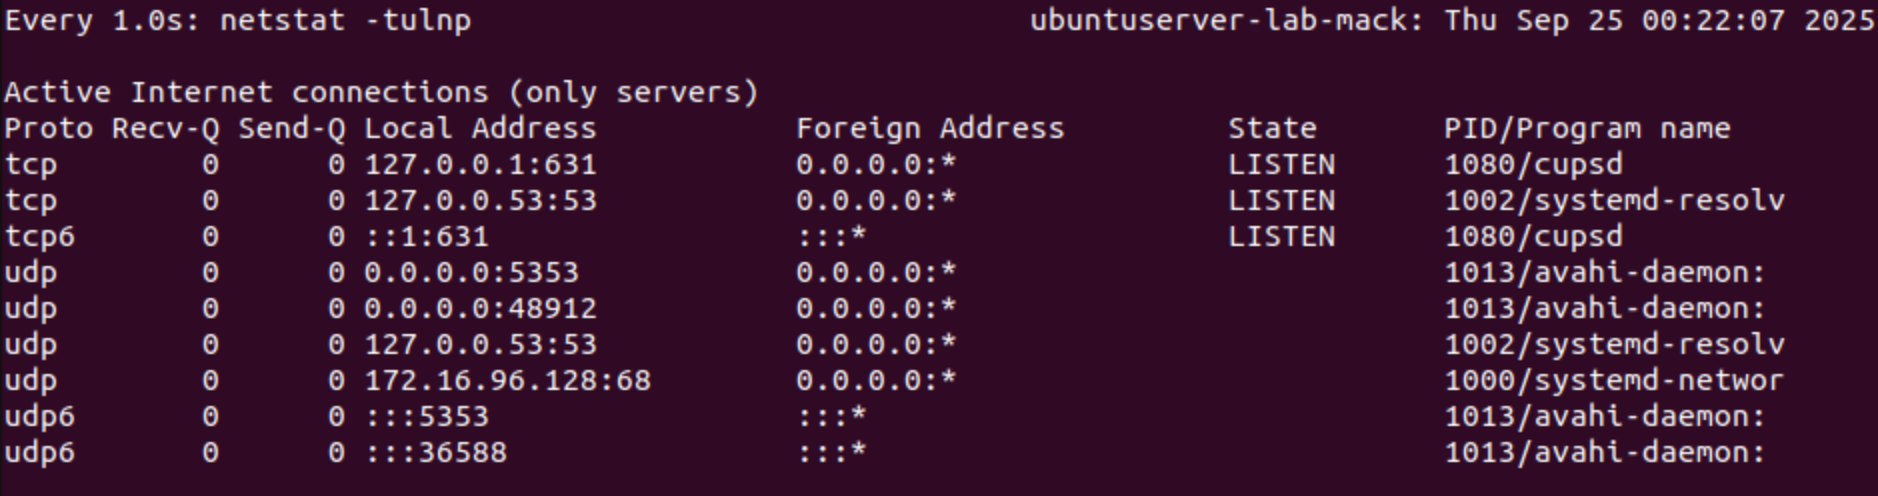 Every 1.0s: netstat -tulnp ubuntuserver-lab-mack: Thu Sep 25 00:22:07 2025
Active Internet connections (only servers)
Proto Recv-Q Send-Q Local Address Foreign Address State PID/Program name
tcp 0 0 127.0.0.1:631 0.0.0.0:* LISTEN 1080/cupsd
tcp 0 0 127.0.0.53:53 0.0.0.0:* LISTEN 1002/systemd-resolv
tcp6 0 0 ::1:631 :::* LISTEN 1080/cupsd
udp 0 0 0.0.0.0:5353 0.0.0.0:* 1013/avahi-daemon:
udp 0 0 0.0.0.0:48912 0.0.0.0:* 1013/avahi-daemon:
udp 0 0 127.0.0.53:53 0.0.0.0:* 1002/systemd-resolv
udp 0 0 172.16.96.128:68 0.0.0.0:* 1000/systemd-networ
udp6 0 0 :::5353 :::* 1013/avahi-daemon:
udp6 0 0 :::36588 :::* 1013/avahi-daemon: